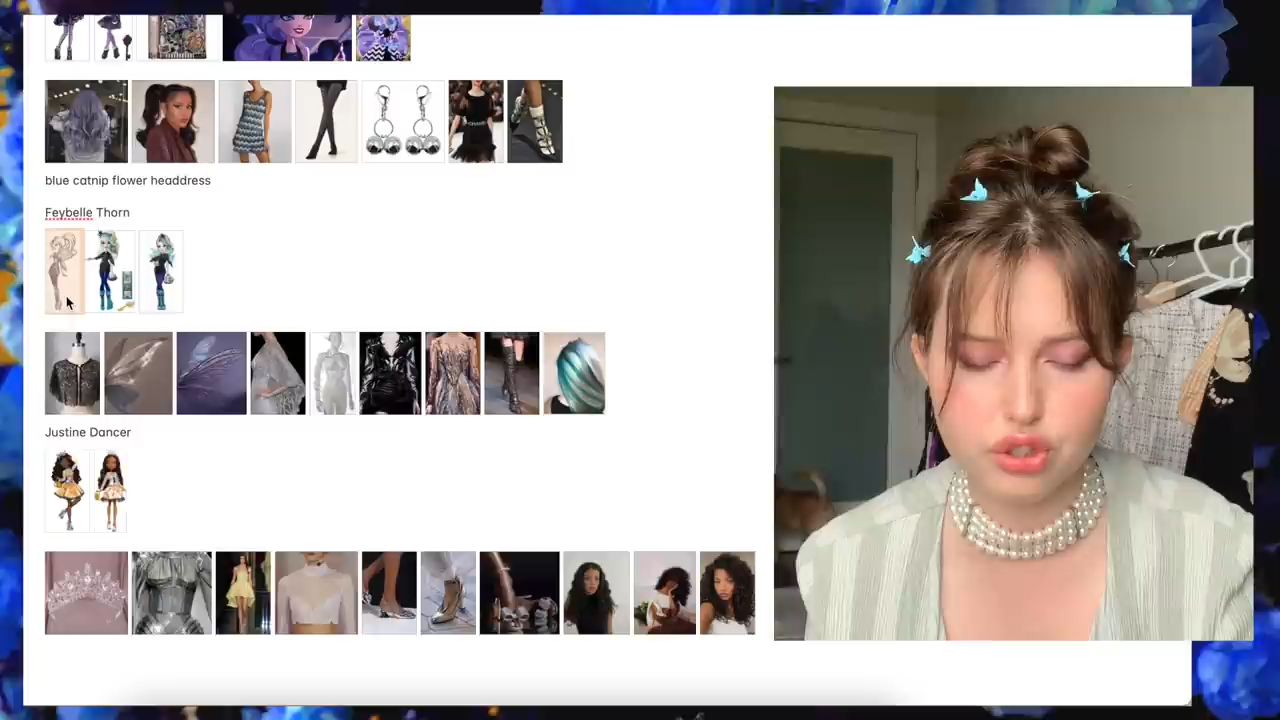 blue catnip flower headdress
Feybelle Thorn
Justine Dancer